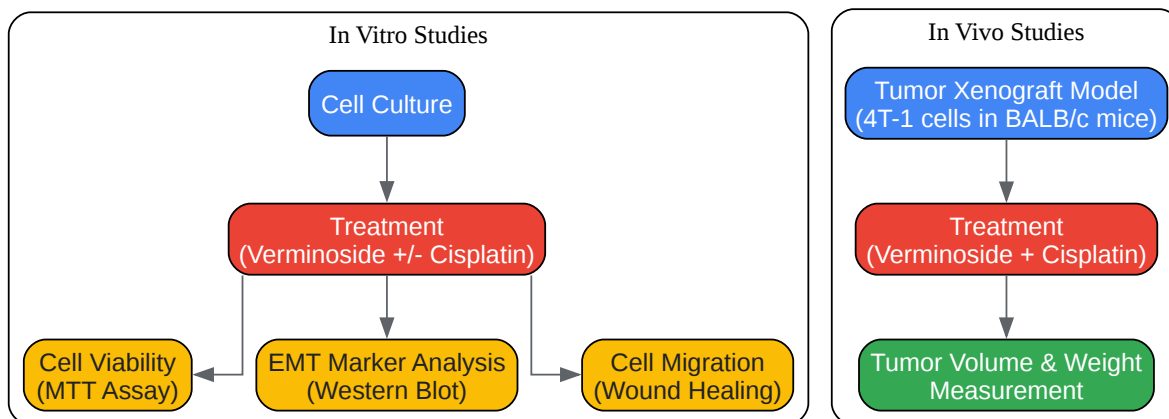 In Vitro Studies
Cell Culture
Treatment
(Verminoside +/- Cisplatin)
Cell Viability
(MTT Assay)
EMT Marker Analysis
(Western Blot)
Cell Migration
(Wound Healing)
In Vivo Studies
Tumor Xenograft Model
(4T-1 cells in BALB/c mice)
Treatment
(Verminoside + Cisplatin)
Tumor Volume & Weight
Measurement